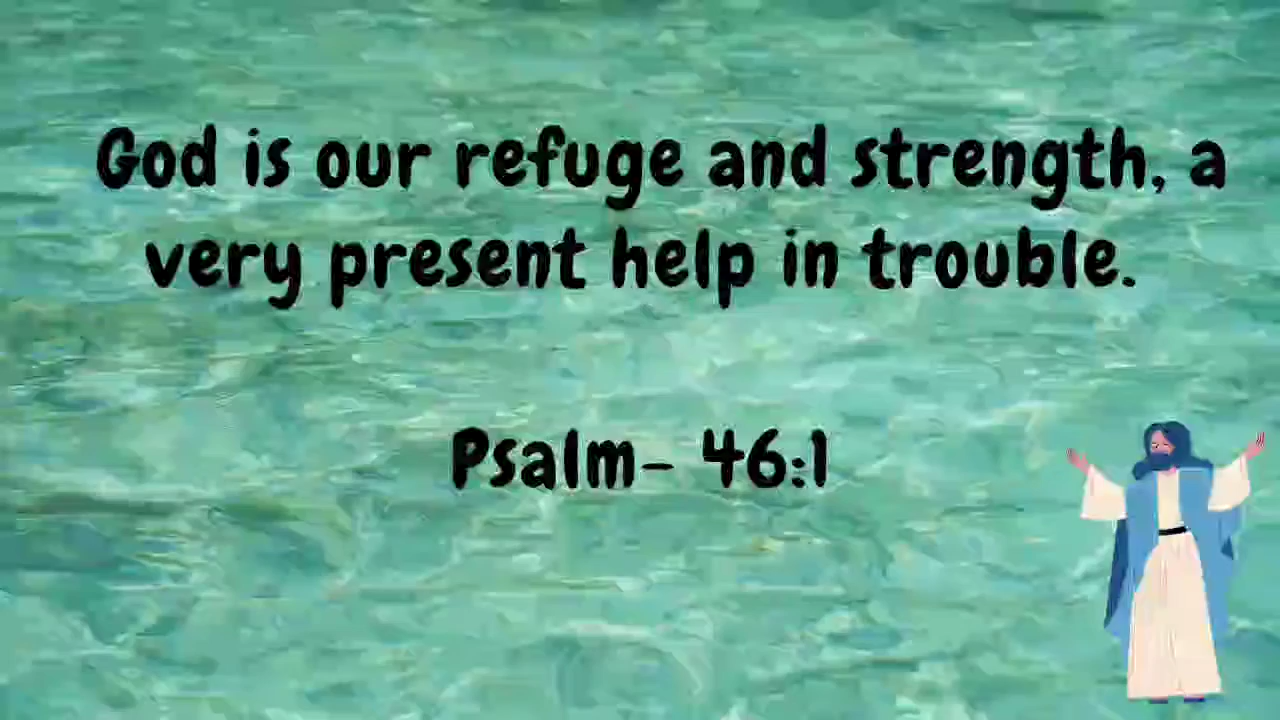 God is our refuge and strength, a
very present help in trouble.
Psalm- 46:1